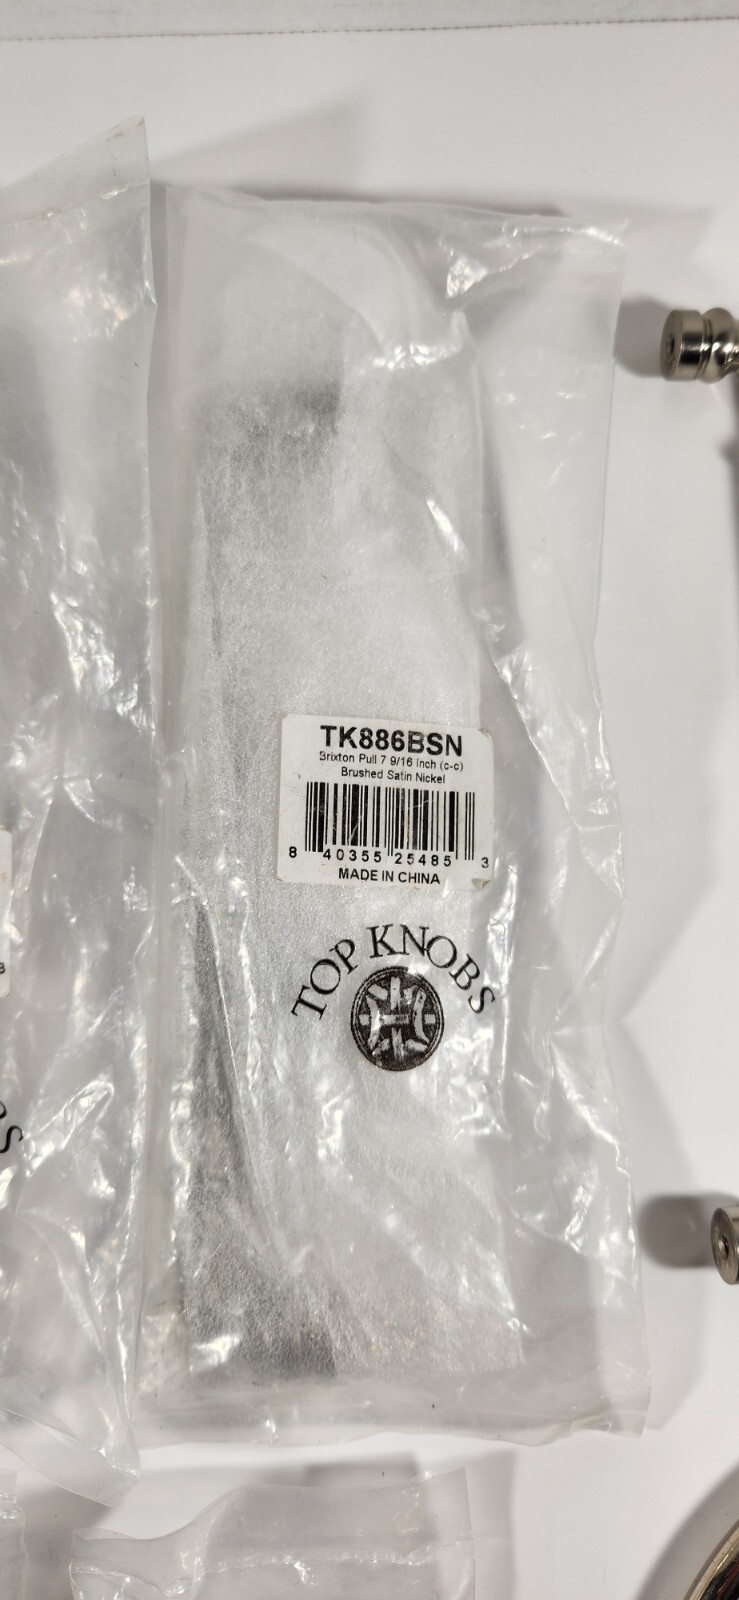 TK886BSN
Brixton Pull 7 9/16 Inch (c-c)
Brushed Satin Nickel
8 40355 25485 3
MADE IN CHINA
TOP KNOBS